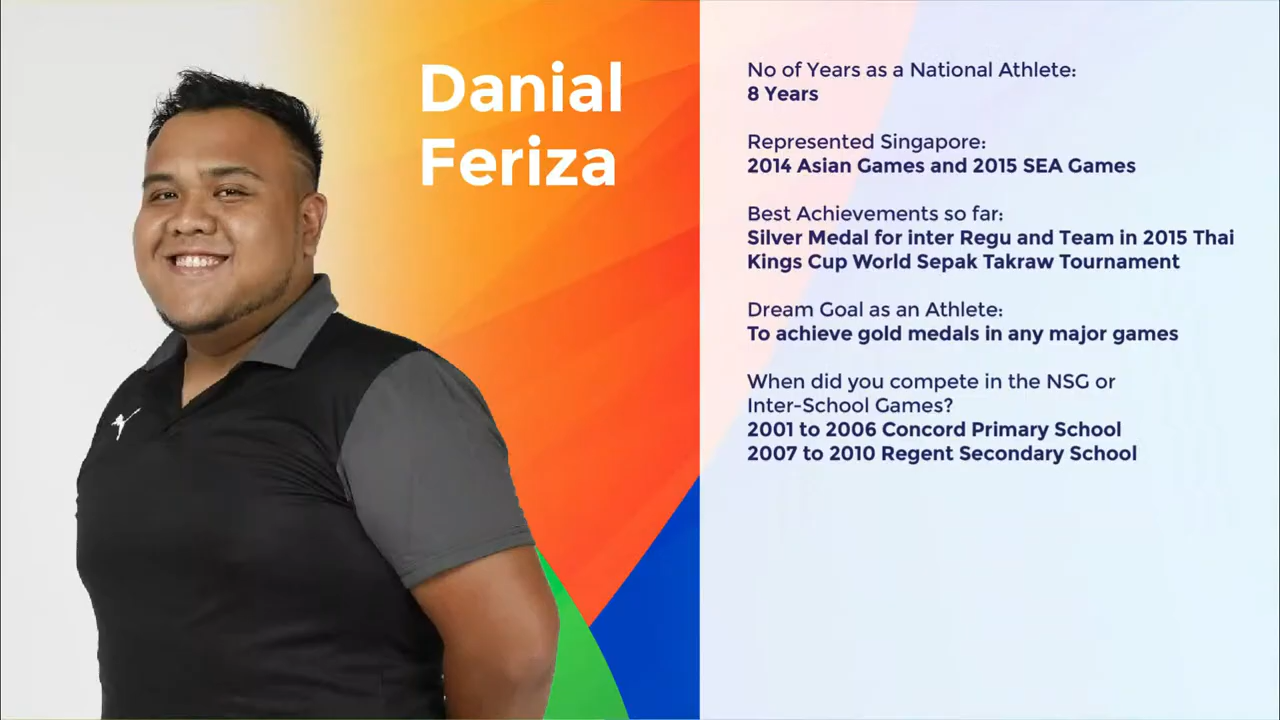 Danial
Feriza
No of Years as a National Athlete:
8 Years
Represented Singapore:
2014 Asian Games and 2015 SEA Games
Best Achievements so far:
Silver Medal for inter Regu and Team in 2015 Thai
Kings Cup World Sepak Takraw Tournament
Dream Goal as an Athlete:
To achieve gold medals in any major games
When did you compete in the NSG or
Inter-School Games?
2001 to 2006 Concord Primary School
2007 to 2010 Regent Secondary School